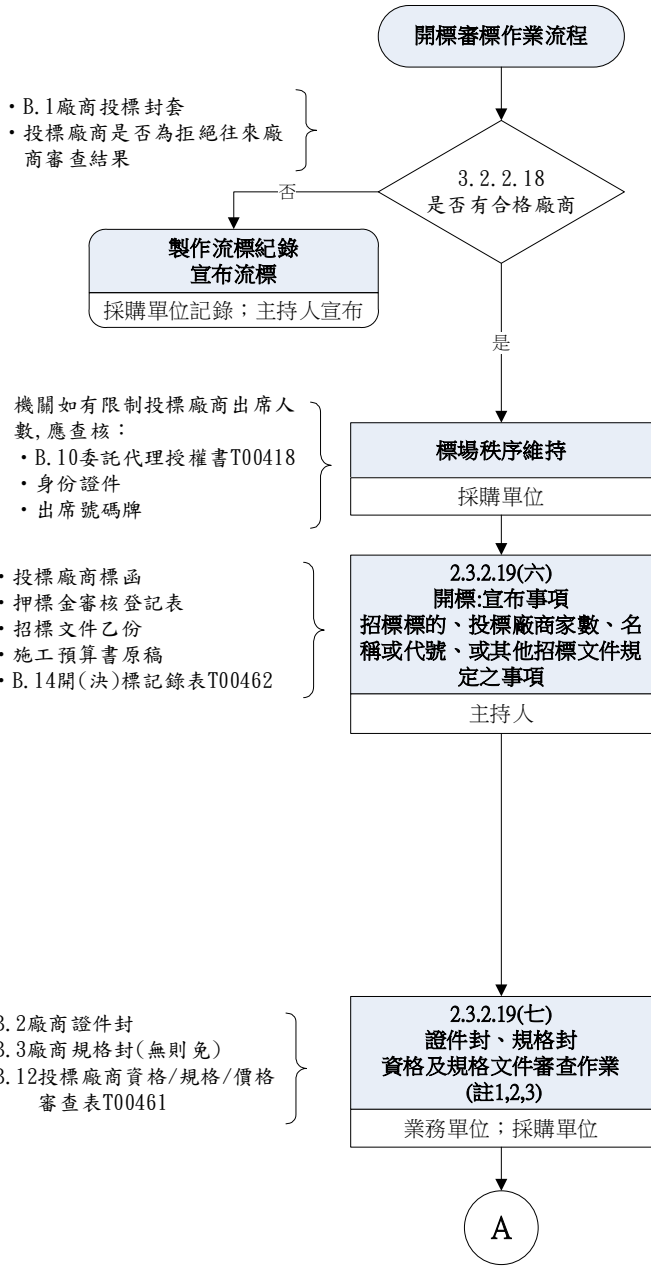 開標審標作業流程
・B.1廠商投標封套
・投標廠商是否為拒絕往來廠
商審查結果
3.2.2.18
是否有合格廠商
否
製作流標紀錄
宣布流標
採購單位記錄；主持人宣布
是
機關如有限制投標廠商出席人
數,應查核：
・B.10委託代理授權書T00418
・身份證件
・出席號碼牌
標場秩序維持
採購單位
・投標廠商標函
・押標金審核登記表
・招標文件乙份
・施工預算書原稿
・B.14開(決)標記錄表T00462
2.3.2.19(六)
開標:宣布事項
招標標的、投標廠商家數、名
稱或代號、或其他招標文件規
定之事項
主持人
3.2廠商證件封
3.3廠商規格封(無則免)
3.12投標廠商資格/規格/價格
審查表T00461
2.3.2.19(七)
證件封、規格封
資格及規格文件審查作業
(註1,2,3)
業務單位；採購單位
A